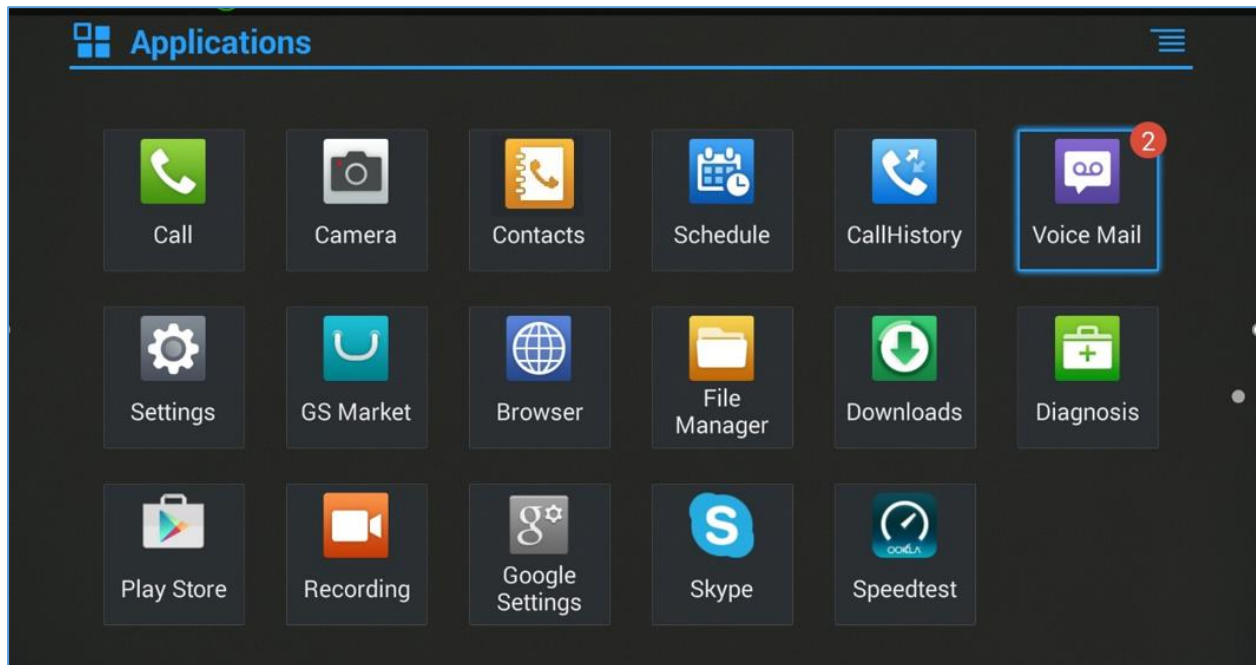 Applications
2
Call
Camera
Contacts
Schedule
CallHistory
Voice Mail
Settings
GS Market
Browser
File
Manager
Downloads
Diagnosis
OOKLA
Play Store
Recording
Google
Settings
Skype
Speedtest